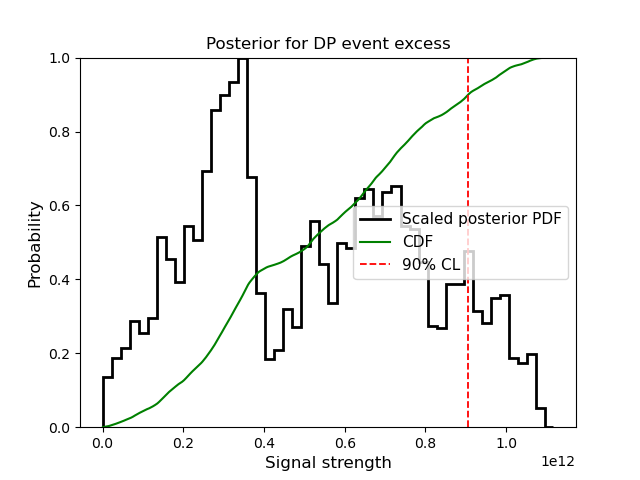 Posterior for DP event excess
1.0
0.8
0.6
0.4
0.2
0.0
Probability
Scaled posterior PDF
CDF
90% CL
0.0 0.2 0.4 0.6 0.8 1.0
1e12
Signal strength